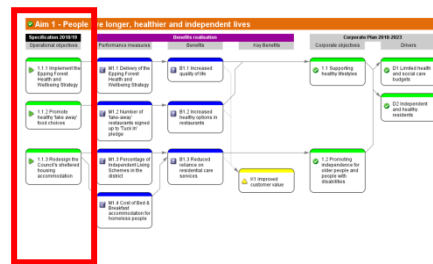 Aim 1 - People live longer, healthier and independent lives
Specification 2018/19
Benefits realisation
Corporate Plan 2018-2023
Operational objectives
Performance measures
Benefits
Key Benefits
Corporate objectives
Drivers
1.1.1 Implement the
Epping Forest
Health and
Wellbeing Strategy
M1.1 Delivery of the
Epping Forest
Health and
Wellbeing Strategy
B1.1 Increased
quality of life
1.1 Supporting
healthy lifestyles
D1 Limited health
and social care
budgets
1.1.2 Promote
healthy take away/
food choices
M1.2 Number of
'take-away'
restaurants signed
up to 'Tuck In'
pledge
B1.2 Increased
healthy options in
restaurants
D2 Independent
and healthy
residents
1.1.3 Redesign the
Council's sheltered
housing
accommodation
M1.3 Percentage of
Independent Living
Schemes in the
district
B1.3 Reduced
reliance on
residential care
services
K1 Improved
customer value
1.2 Promoting
independence for
older people and
people with
disabilities
M1.4 Cost of Bed &
Breakfast
accommodation for
homeless people